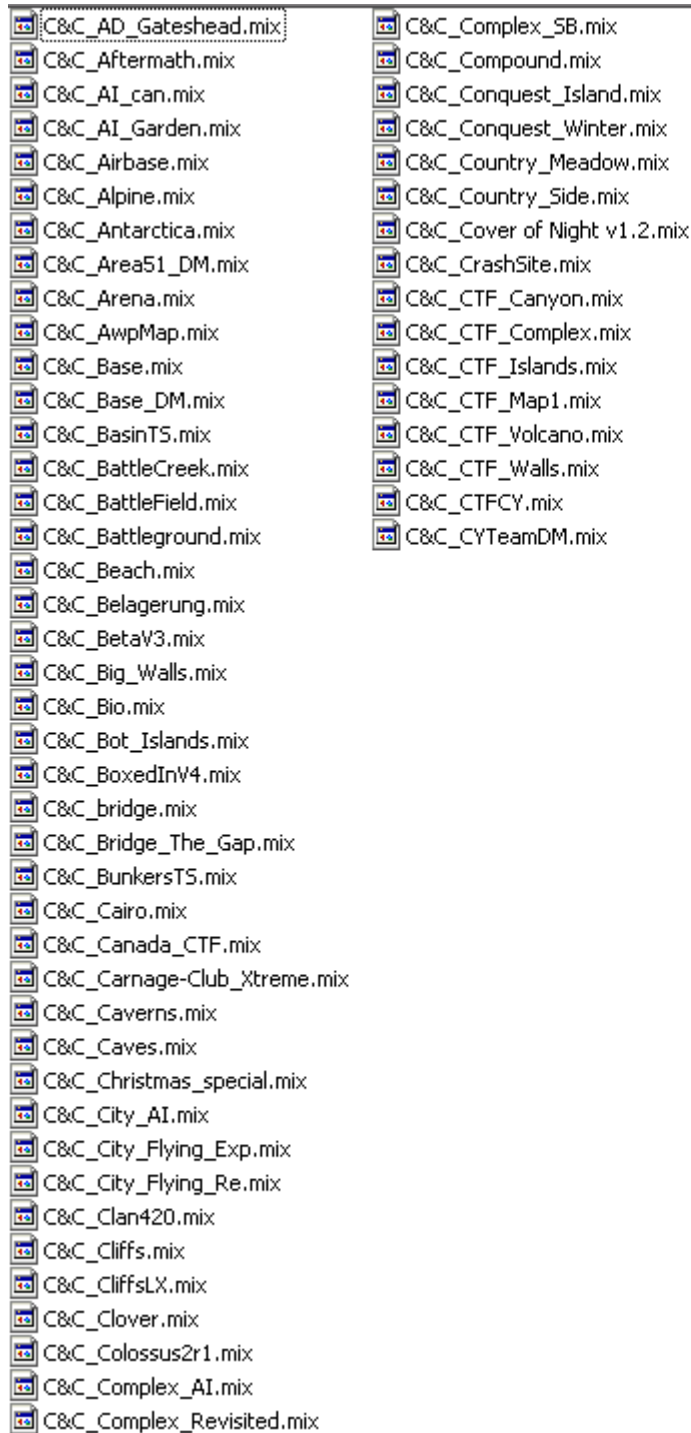 C&C_AD_Gateshead.mix
C&C_Aftermath.mix
C&C_AI_can.mix
C&C_AI_Garden.mix
C&C_Airbase.mix
C&C_Alpine.mix
C&C_Antarctica.mix
C&C_Area51_DM.mix
C&C_Arena.mix
C&C_AwpMap.mix
C&C_Base.mix
C&C_Base_DM.mix
C&C_BasinTS.mix
C&C_BattleCreek.mix
C&C_BattleField.mix
C&C_Battleground.mix
C&C_Beach.mix
C&C_Belagerung.mix
C&C_BetaV3.mix
C&C_Big_Walls.mix
C&C_Bio.mix
C&C_Bot_Islands.mix
C&C_BoxedInV4.mix
C&C_bridge.mix
C&C_Bridge_The_Gap.mix
C&C_BunkersTS.mix
C&C_Cairo.mix
C&C_Canada_CTF.mix
C&C_Carnage-Club_Xtreme.mix
C&C_Caverns.mix
C&C_Caves.mix
C&C_Christmas_special.mix
C&C_City_AI.mix
C&C_City_Flying_Exp.mix
C&C_City_Flying_Re.mix
C&C_Clan420.mix
C&C_Cliffs.mix
C&C_CliffsLX.mix
C&C_Clover.mix
C&C_Colossus2r1.mix
C&C_Complex_AI.mix
C&C_Complex_Revisited.mix
C&C_Complex_SB.mix
C&C_Compound.mix
C&C_Conquest_Island.mix
C&C_Conquest_Winter.mix
C&C_Country_Meadow.mix
C&C_Country_Side.mix
C&C_Cover of Night v1.2.mix
C&C_CrashSite.mix
C&C_CTF_Canyon.mix
C&C_CTF_Complex.mix
C&C_CTF_Islands.mix
C&C_CTF_Map1.mix
C&C_CTF_Volcano.mix
C&C_CTF_Walls.mix
C&C_CTFCY.mix
C&C_CYTeamDM.mix